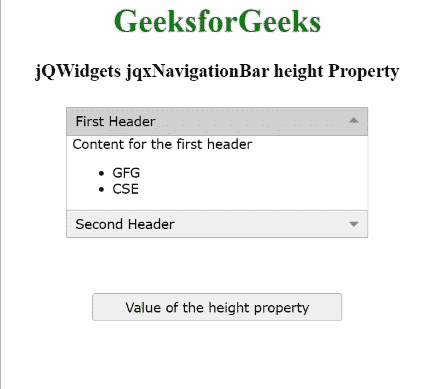 GeeksforGeeks
jQWidgets jqxNavigationBar height Property
First Header
Content for the first header
GFG
CSE
Second Header
Value of the height property